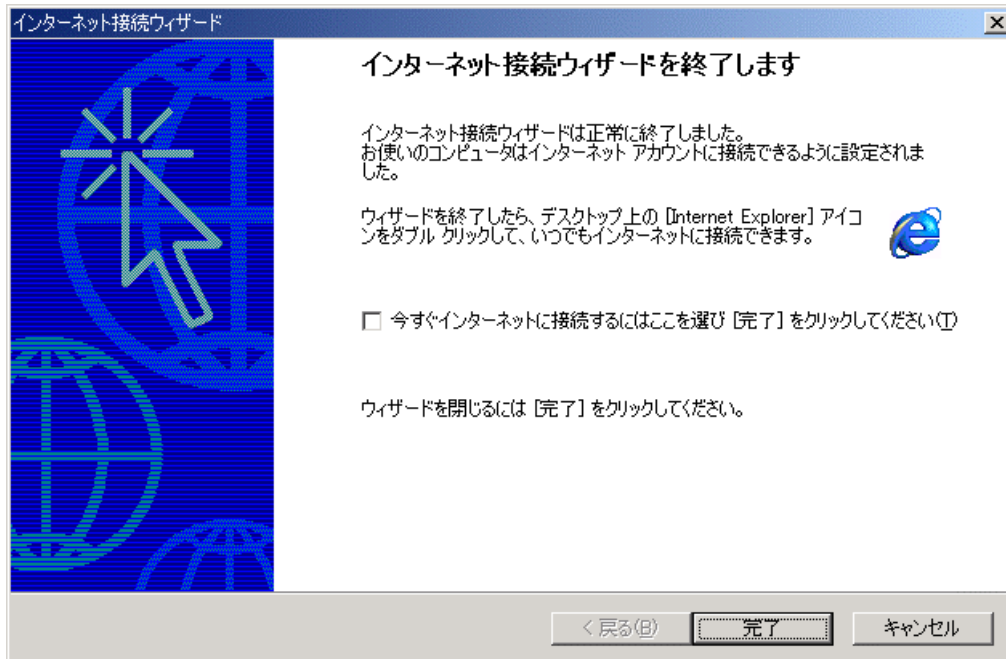 インターネット接続ウィザード
インターネット接続ウィザードを終了します
インターネット接続ウィザードは正常に終了しました。
お使いのコンピュータはインターネット アカウントに接続できるように設定されま
した。
ウィザードを終了したら、デスクトップ上の [Internet Explorer] アイコ
ンをダブル クリックして、いつでもインターネットに接続できます。
今すぐインターネットに接続するにはここを選び [完了] をクリックしてください(T)
ウィザードを閉じるには [完了] をクリックしてください。
< 戻る(B)
完了
キャンセル